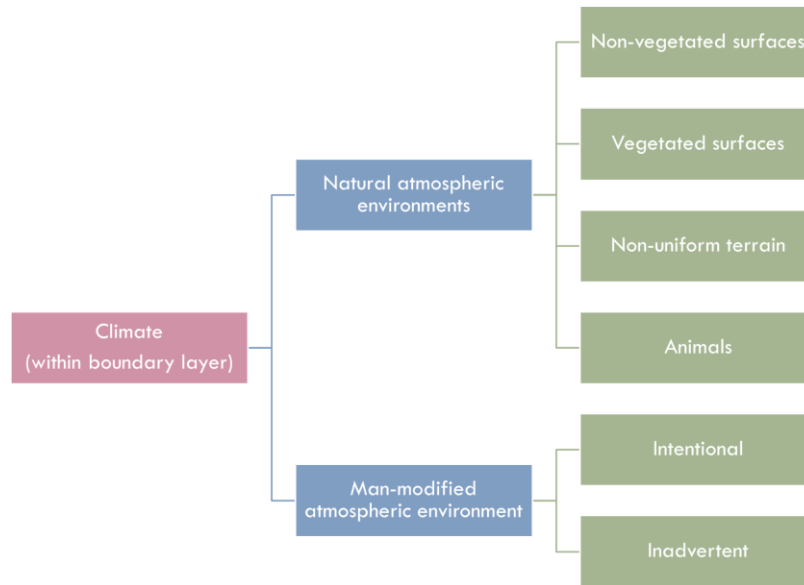 Climate
(within boundary layer)
Natural atmospheric
environments
Non-vegetated surfaces
Vegetated surfaces
Non-uniform terrain
Animals
Man-modified
atmospheric environment
Intentional
Inadvertent